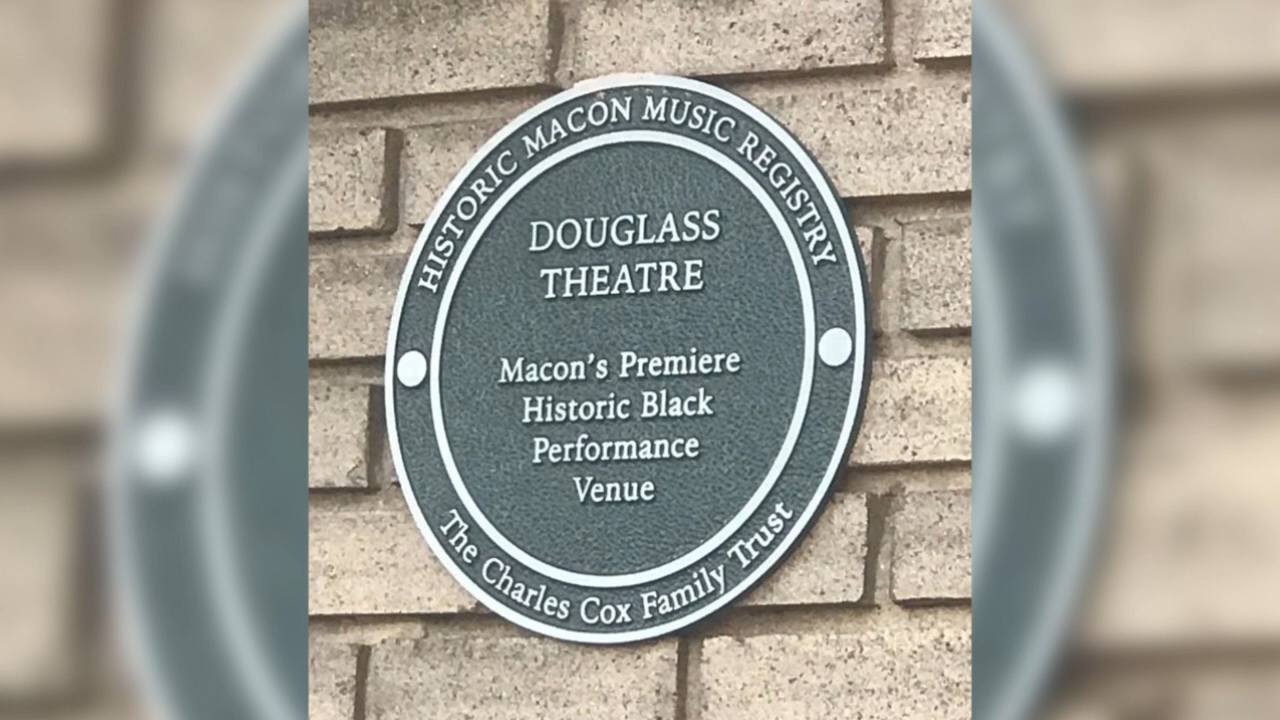 HISTORIC MACON MUSIC REGISTRY
DOUGLASS
THEATRE
Macon's Premiere
Historic Black
Performance
Venue
The Charles Cox Family Trust